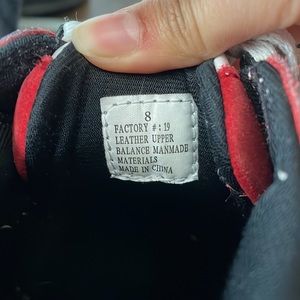 8
FACTORY #: 19
LEATHER UPPER
BALANCE MANMADE
MATERIALS
MADE IN CHINA